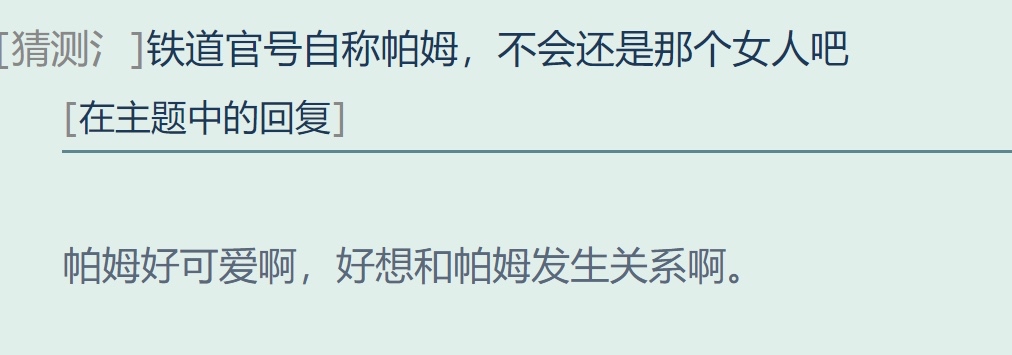 [猜测氵 ]铁道官号自称帕姆，不会还是那个女人吧
[在主题中的回复]
帕姆好可爱啊，好想和帕姆发生关系啊。